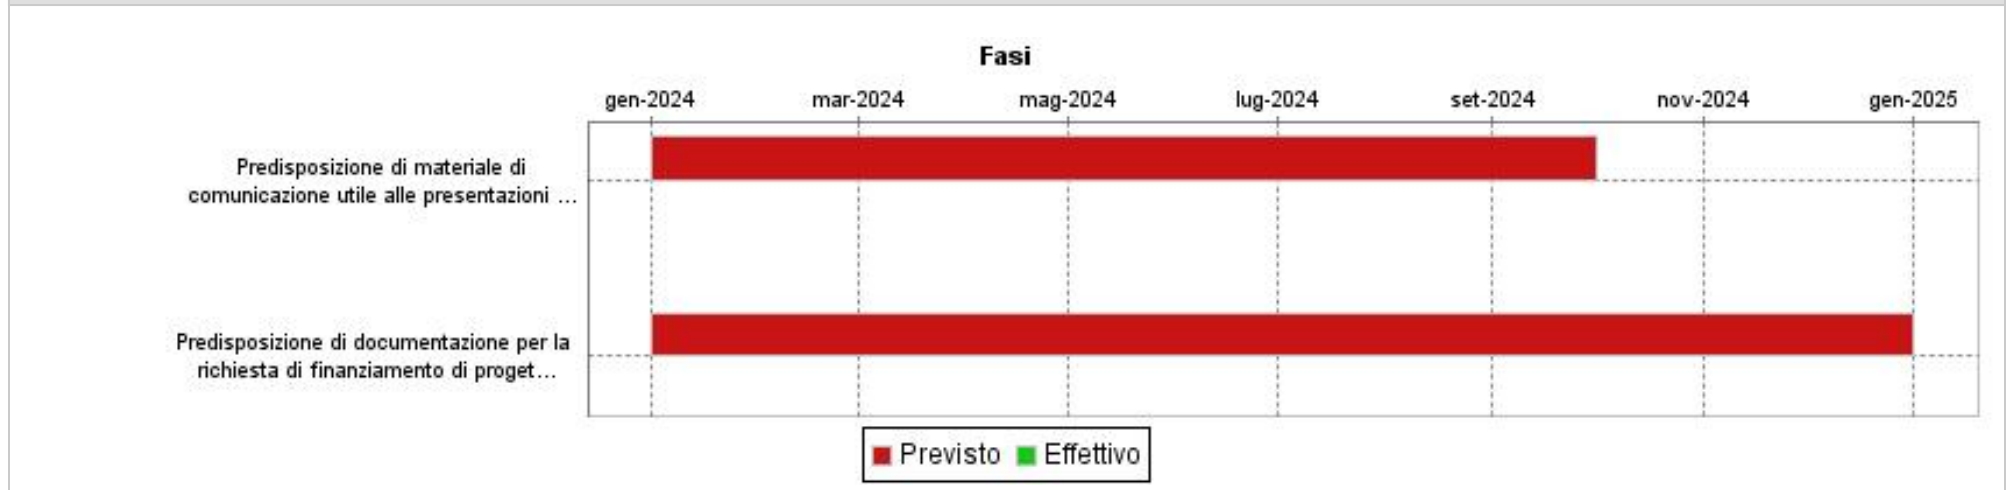 Fasi
gen-2024 mar-2024 mag-2024 lug-2024 set-2024 nov-2024 gen-2025
Predisposizione di materiale di
comunicazione utile alle presentazioni ...
Predisposizione di documentazione per la
richiesta di finanziamento di proget...
Previsto Effettivo